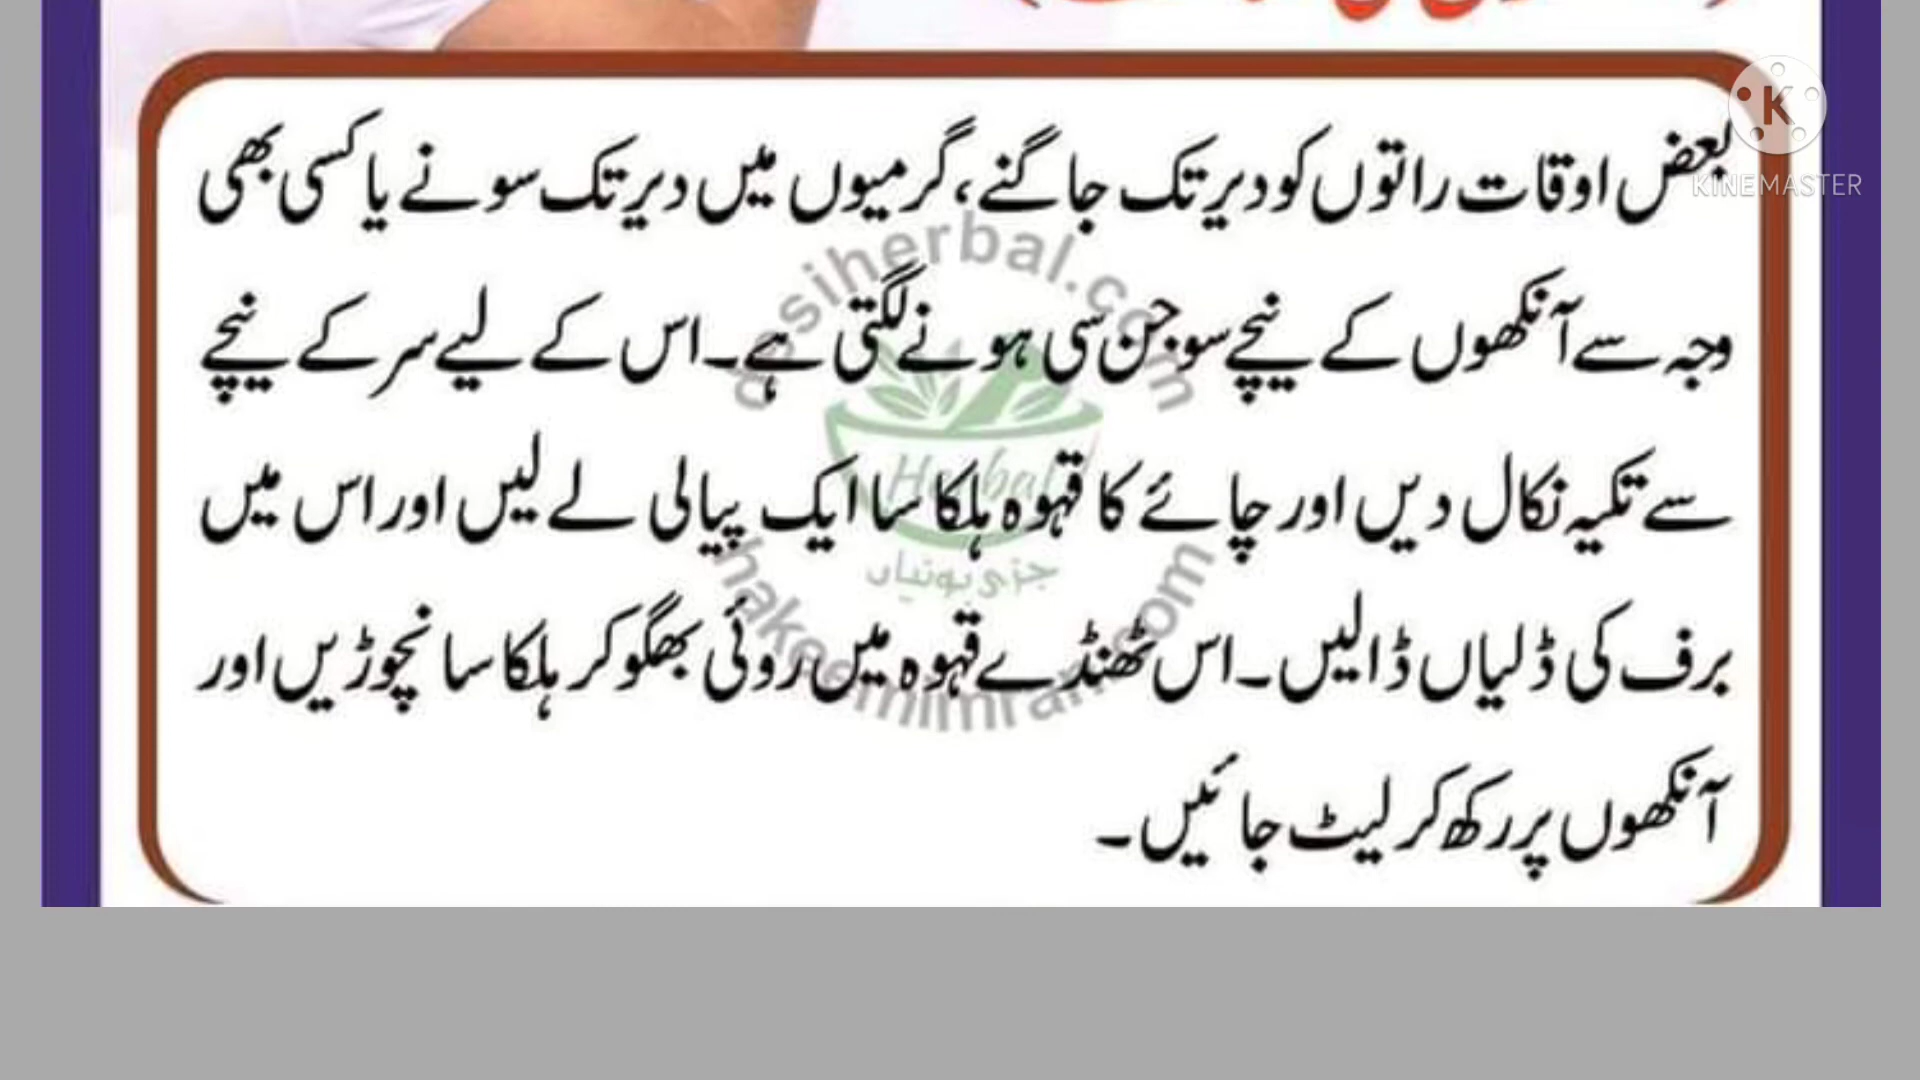 بعض اوقات راتوں کو دیر تک جاگنے، گرمیوں میں دیر تک سونے یا کسی بھی
وجہ سے آنکھوں کے نیچے سوجن سی ہونے لگتی ہے۔ اس کے لیے سر کے نیچے
سے تکیہ نکال دیں اور چائے کا قہوہ ہلکا سا ایک پیالی لے لیں اور اس میں
برف کی ڈلیاں ڈالیں۔ اس ٹھنڈے قہوہ میں روئی بھگو کر ہلکا سا نچوڑیں اور
آنکھوں پر رکھ کر لیٹ جائیں۔
KINEMASTER
Herbal
جڑی بوٹیاں